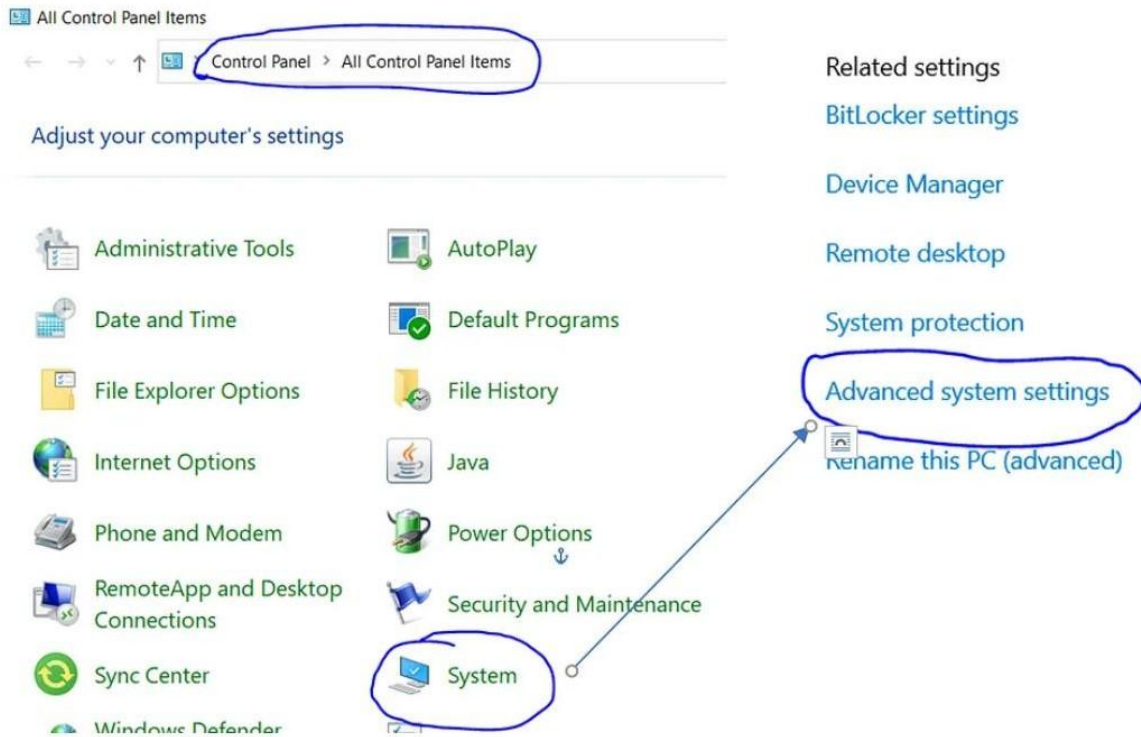 All Control Panel Items
Control Panel > All Control Panel Items
Adjust your computer's settings
Administrative Tools
AutoPlay
Date and Time
Default Programs
File Explorer Options
File History
Internet Options
Java
Phone and Modem
Power Options
RemoteApp and Desktop
Connections
Security and Maintenance
Sync Center
System
Windows Defender
Related settings
BitLocker settings
Device Manager
Remote desktop
System protection
Advanced system settings
Rename this PC (advanced)